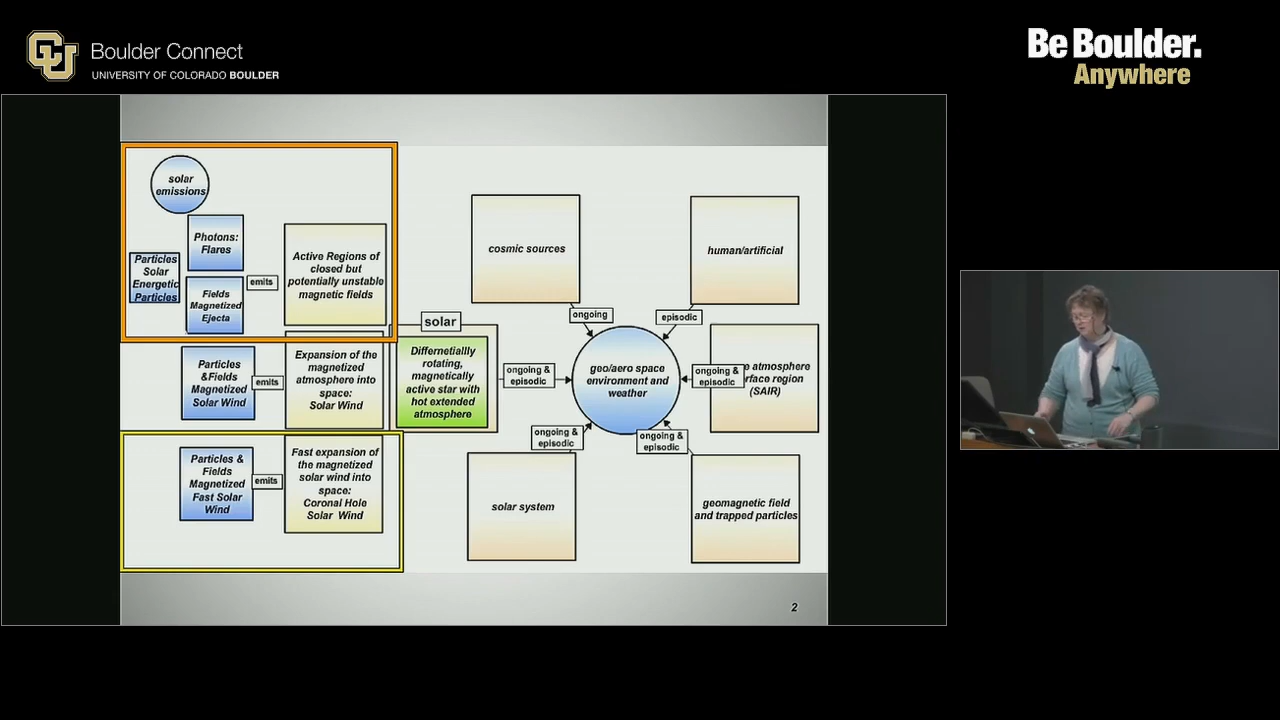 CU
Boulder Connect
UNIVERSITY OF COLORADO BOULDER
Be Boulder.
Anywhere
solar
emissions
Photons:
Flares
Particles
Solar
Energetic
Particles
Fields
Magnetized
Ejecta
emits
Active Regions of
closed but
potentially unstable
magnetic fields
Particles
&Fields
Magnetized
Solar Wind
emits
Expansion of the
magnetized
atmosphere into
space:
Solar Wind
Particles &
Fields
Magnetized
Fast Solar
Wind
emits
Fast expansion of
the magnetized
solar wind into
space:
Coronal Hole
Solar Wind
solar
Differnetiallly
rotating,
magnetically
active star with
hot extended
atmosphere
cosmic sources
ongoing
human/artificial
episodic
ongoing &
episodic
geo/aero space
environment and
weather
ongoing &
episodic
atmosphere
region
(SAIR)
ongoing &
episodic
solar system
ongoing &
episodic
geomagnetic field
and trapped particles
2